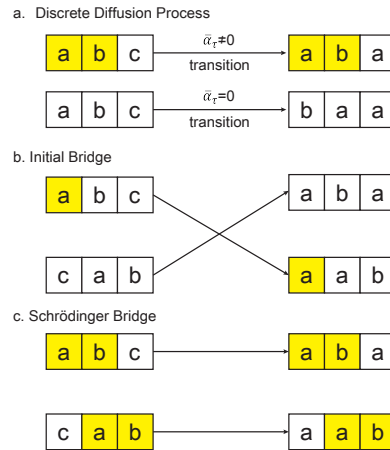 a. Discrete Diffusion Process
a b c
ᾱτ≠0
transition
a b a
a b c
ᾱτ=0
transition
b a a
b. Initial Bridge
a b c
a b a
c a b
a a b
c. Schrödinger Bridge
a b c
a b a
c a b
a a b